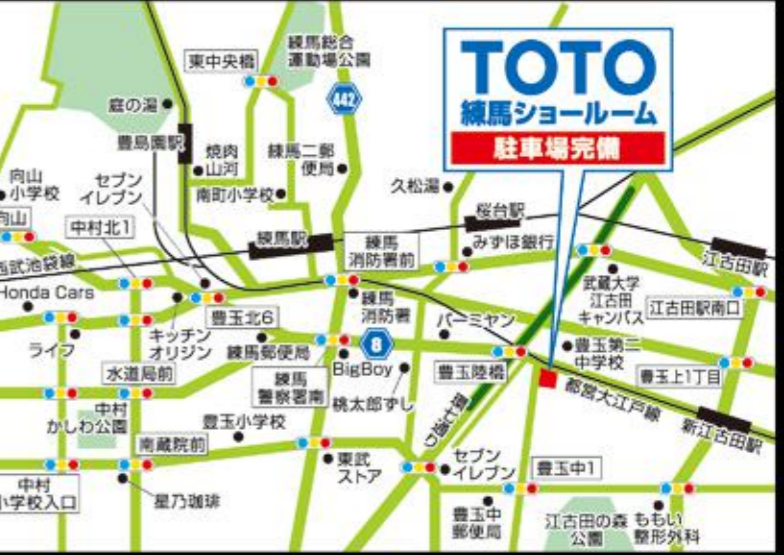 TOTO
練馬ショールーム
駐車場完備
練馬総合
運動場公園
東中央橋
442
庭の湯
豊島園駅
焼肉
山河
練馬二郵
便局
向山
小学校
セブン
イレブン
南町小学校
久松湯
向山
中村北1
桜台駅
練馬駅
練馬
消防署前
みずほ銀行
西武池袋線
江古田駅
Honda Cars
武蔵大学
江古田
キャンパス
江古田駅南口
練馬
消防署
豊玉北6
バーミヤン
キッチン
オリジン
ライフ
練馬郵便局
8
豊玉第二
中学校
水道局前
BigBoy
豊玉陸橋
豊玉上1丁目
練馬
警察署南
桃太郎ずし
都営大江戸線
中村
かしわ公園
豊玉小学校
環七通り
新江古田駅
南蔵院前
東武
ストア
セブン
イレブン
豊玉中1
中村
小学校入口
星乃珈琲
豊玉中
郵便局
江古田の森
公園
ももい
整形外科